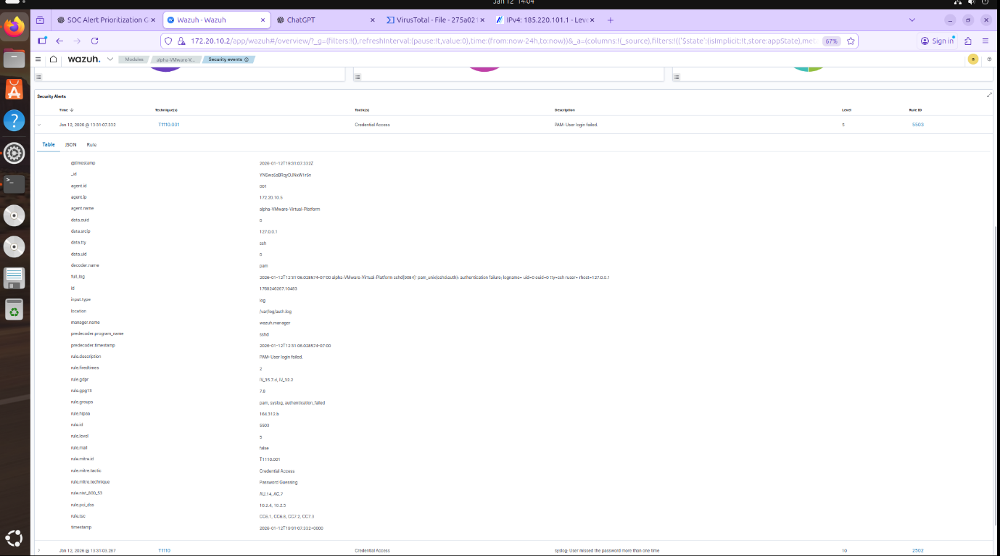 Jan 12 14:04
SOC Alert Prioritization G
Wazuh - Wazuh
ChatGPT
VirusTotal - File - 275a021
IPv4: 185.220.101.1 - Leve
172.20.10.2/app/wazuh#/overview/?_g=(filters:!(),refreshInterval:(pause:!t,value:0),time:(from:now-24h,to:now))&_a=(columns:!(_source),filters:!(('$state':(isImplicit:!t,store:appState),met
67%
Sign in
wazuh.
Modules
alpha-VMware-V...
Security events
a
Security Alerts
Time Technique(s) Tactic(s) Description Level Rule ID
Jan 12, 2026 @ 13:31:07.332 T1110.001 Credential Access PAM: User login failed. 5 5503
Table JSON Rule
@timestamp 2026-01-12T19:31:07.332Z
_id
agent.id 001
agent.ip 172.20.10.5
agent.name alpha-VMware-Virtual-Platform
data.euid 0
data.srcip 127.0.0.1
data.tty ssh
data.uid 0
decoder.name pam
full_log 2026-01-12T12:31:06.028574-07:00 alpha-VMware-Virtual-Platform sshd[9084]: pam_unix(sshd:auth): authentication failure; logname= uid=0 euid=0 tty=ssh ruser= rhost=127.0.0.1
id 1768246267.10483
input.type log
location /var/log/auth.log
manager.name wazuh.manager
predecoder.program_name sshd
predecoder.timestamp 2026-01-12T12:31:06.028574-07:00
rule.description PAM: User login failed.
rule.firedtimes 2
rule.gdpr IV_35.7.d, IV_32.2
rule.gpg13 7.8
rule.groups pam, syslog, authentication_failed
rule.hipaa 164.312.b
rule.id 5503
rule.level 5
rule.mail false
rule.mitre.id T1110.001
rule.mitre.tactic Credential Access
rule.mitre.technique Password Guessing
rule.nist_800_53 AU.14, AC.7
rule.pci_dss 10.2.4, 10.2.5
rule.tsc CC6.1, CC6.8, CC7.2, CC7.3
timestamp 2026-01-12T19:31:07.332+0000
Jan 12, 2026 @ 13:31:03.287 T1110 Credential Access syslog: User missed the password more than one time 10 2502